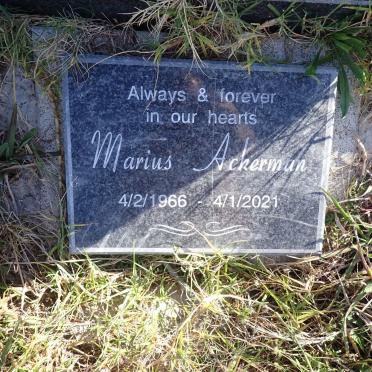 Always & forever
in our hearts
Marius Ackerman
4/2/1966 - 4/1/2021